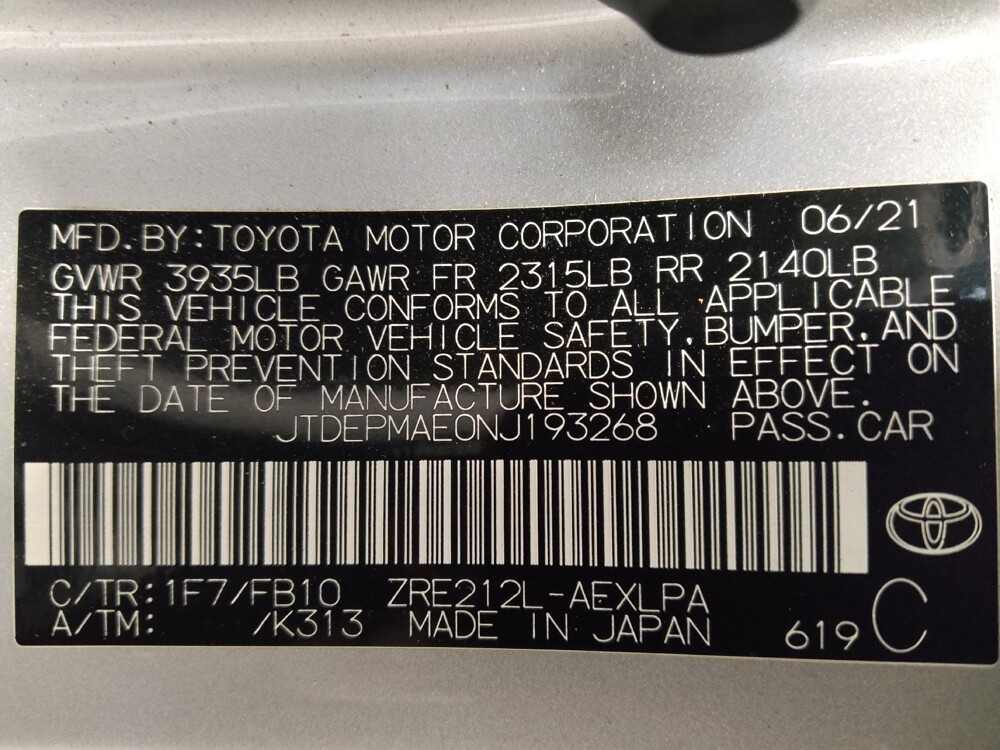 MFD.BY:TOYOTA MOTOR CORPORATION 06/21
GVWR 3935LB GAWR FR 2315LB RR 2140LB
THIS VEHICLE CONFORMS TO ALL APPLICABLE
FEDERAL MOTOR VEHICLE SAFETY,BUMPER,AND
THEFT PREVENTION STANDARDS IN EFFECT ON
THE DATE OF MANUFACTURE SHOWN ABOVE.
JTDEPMAE0NJ193268 PASS.CAR
C/TR:1F7/FB10 ZRE212L-AEXLPA C
A/TM: /K313 MADE IN JAPAN 619